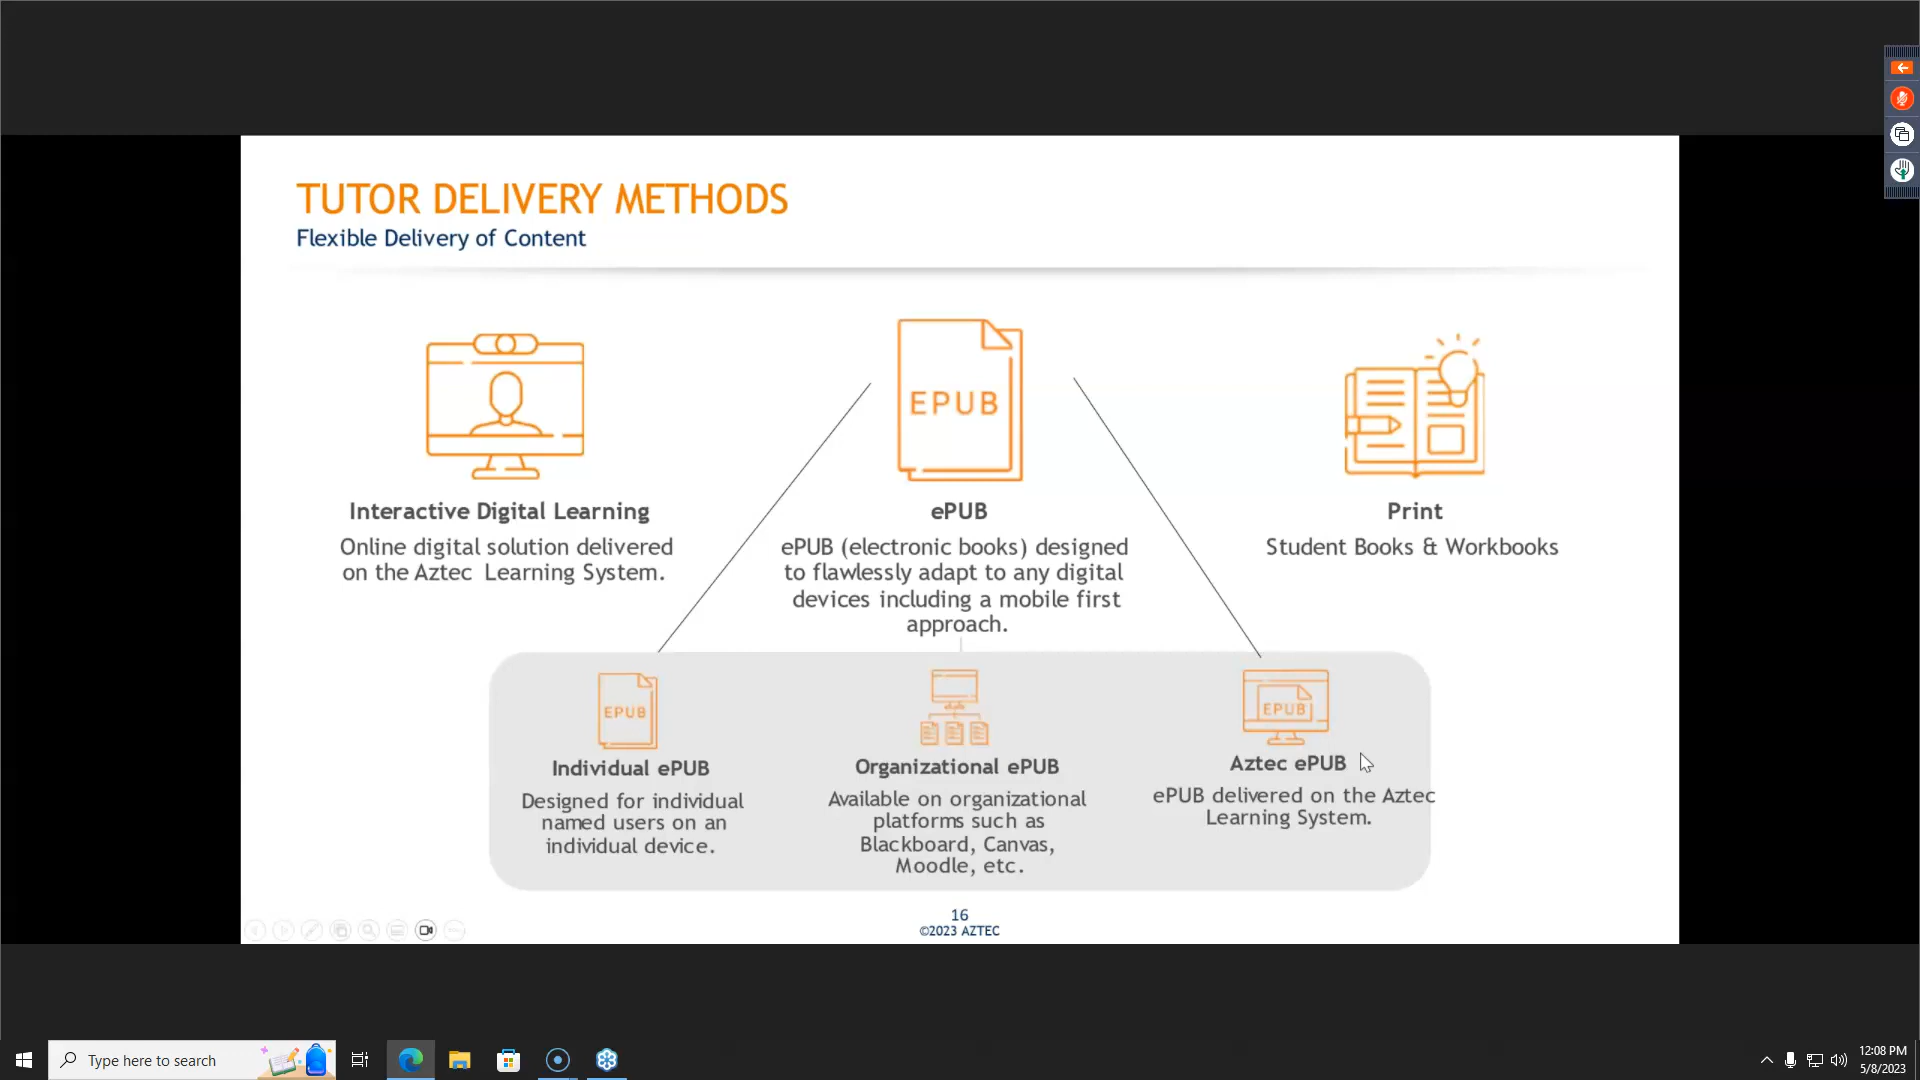 TUTOR DELIVERY METHODS
Flexible Delivery of Content
EPUB
Interactive Digital Learning
Online digital solution delivered
on the Aztec Learning System.
ePUB
ePUB (electronic books) designed
to flawlessly adapt to any digital
devices including a mobile first
approach.
Print
Student Books & Workbooks
EPUB
Individual ePUB
Designed for individual
named users on an
individual device.
Organizational ePUB
Available on organizational
platforms such as
Blackboard, Canvas,
Moodle, etc.
EPUB
Aztec ePUB
ePUB delivered on the Aztec
Learning System.
16
©2023 AZTEC
Type here to search
12:08 PM
5/8/2023